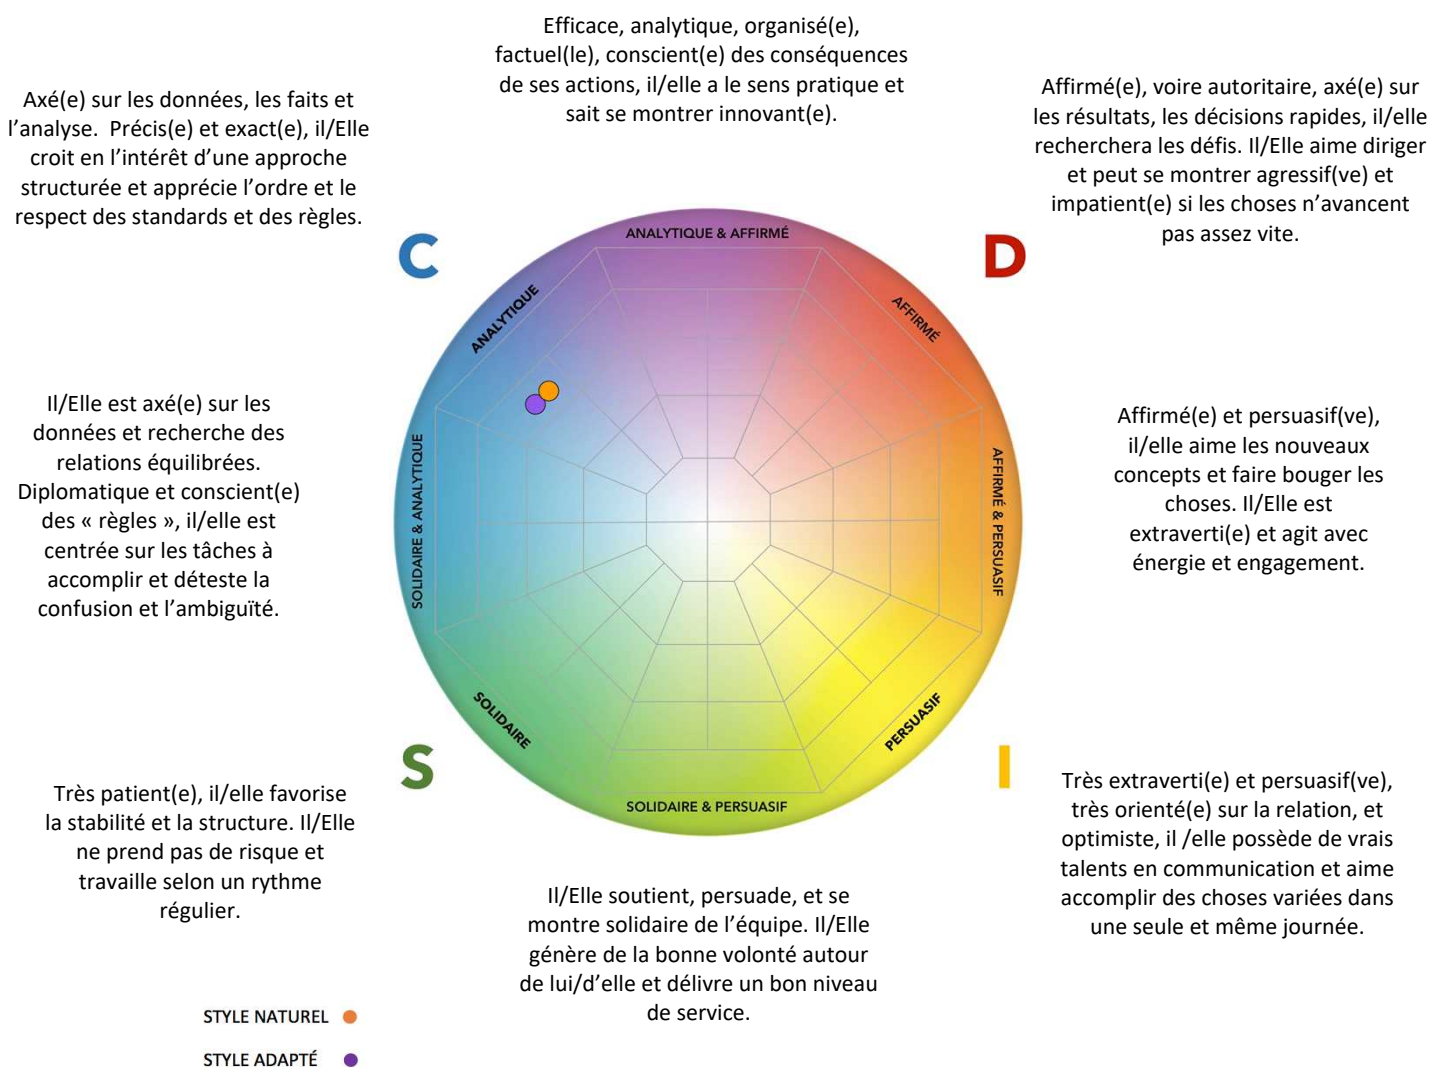 Efficace, analytique, organisé(e),
factuel(le), conscient(e) des conséquences
de ses actions, il/elle a le sens pratique et
sait se montrer innovant(e).
Axé(e) sur les données, les faits et
l’analyse.  Précis(e) et exact(e), il/Elle
croit en l’intérêt d’une approche
structurée et apprécie l’ordre et le
respect des standards et des règles.
Affirmé(e), voire autoritaire, axé(e) sur
les résultats, les décisions rapides, il/elle
recherchera les défis. Il/Elle aime diriger
et peut se montrer agressif(ve) et
impatient(e) si les choses n’avancent
pas assez vite.
C
D
ANALYTIQUE & AFFIRMÉ
ANALYTIQUE
AFFIRMÉ
Il/Elle est axé(e) sur les
données et recherche des
relations équilibrées.
Diplomatique et conscient(e)
des « règles », il/elle est
centrée sur les tâches à
accomplir et déteste la
confusion et l’ambiguïté.
SOLIDAIRE & ANALYTIQUE
AFFIRMÉ & PERSUASIF
Affirmé(e) et persuasif(ve),
il/elle aime les nouveaux
concepts et faire bouger les
choses. Il/Elle est
extraverti(e) et agit avec
énergie et engagement.
SOLIDAIRE
PERSUASIF
SOLIDAIRE & PERSUASIF
S
I
Très patient(e), il/elle favorise
la stabilité et la structure. Il/Elle
ne prend pas de risque et
travaille selon un rythme
régulier.
Il/Elle soutient, persuade, et se
montre solidaire de l’équipe. Il/Elle
génère de la bonne volonté autour
de lui/d’elle et délivre un bon niveau
de service.
Très extraverti(e) et persuasif(ve),
très orienté(e) sur la relation, et
optimiste, il /elle possède de vrais
talents en communication et aime
accomplir des choses variées dans
une seule et même journée.
STYLE NATUREL
STYLE ADAPTÉ